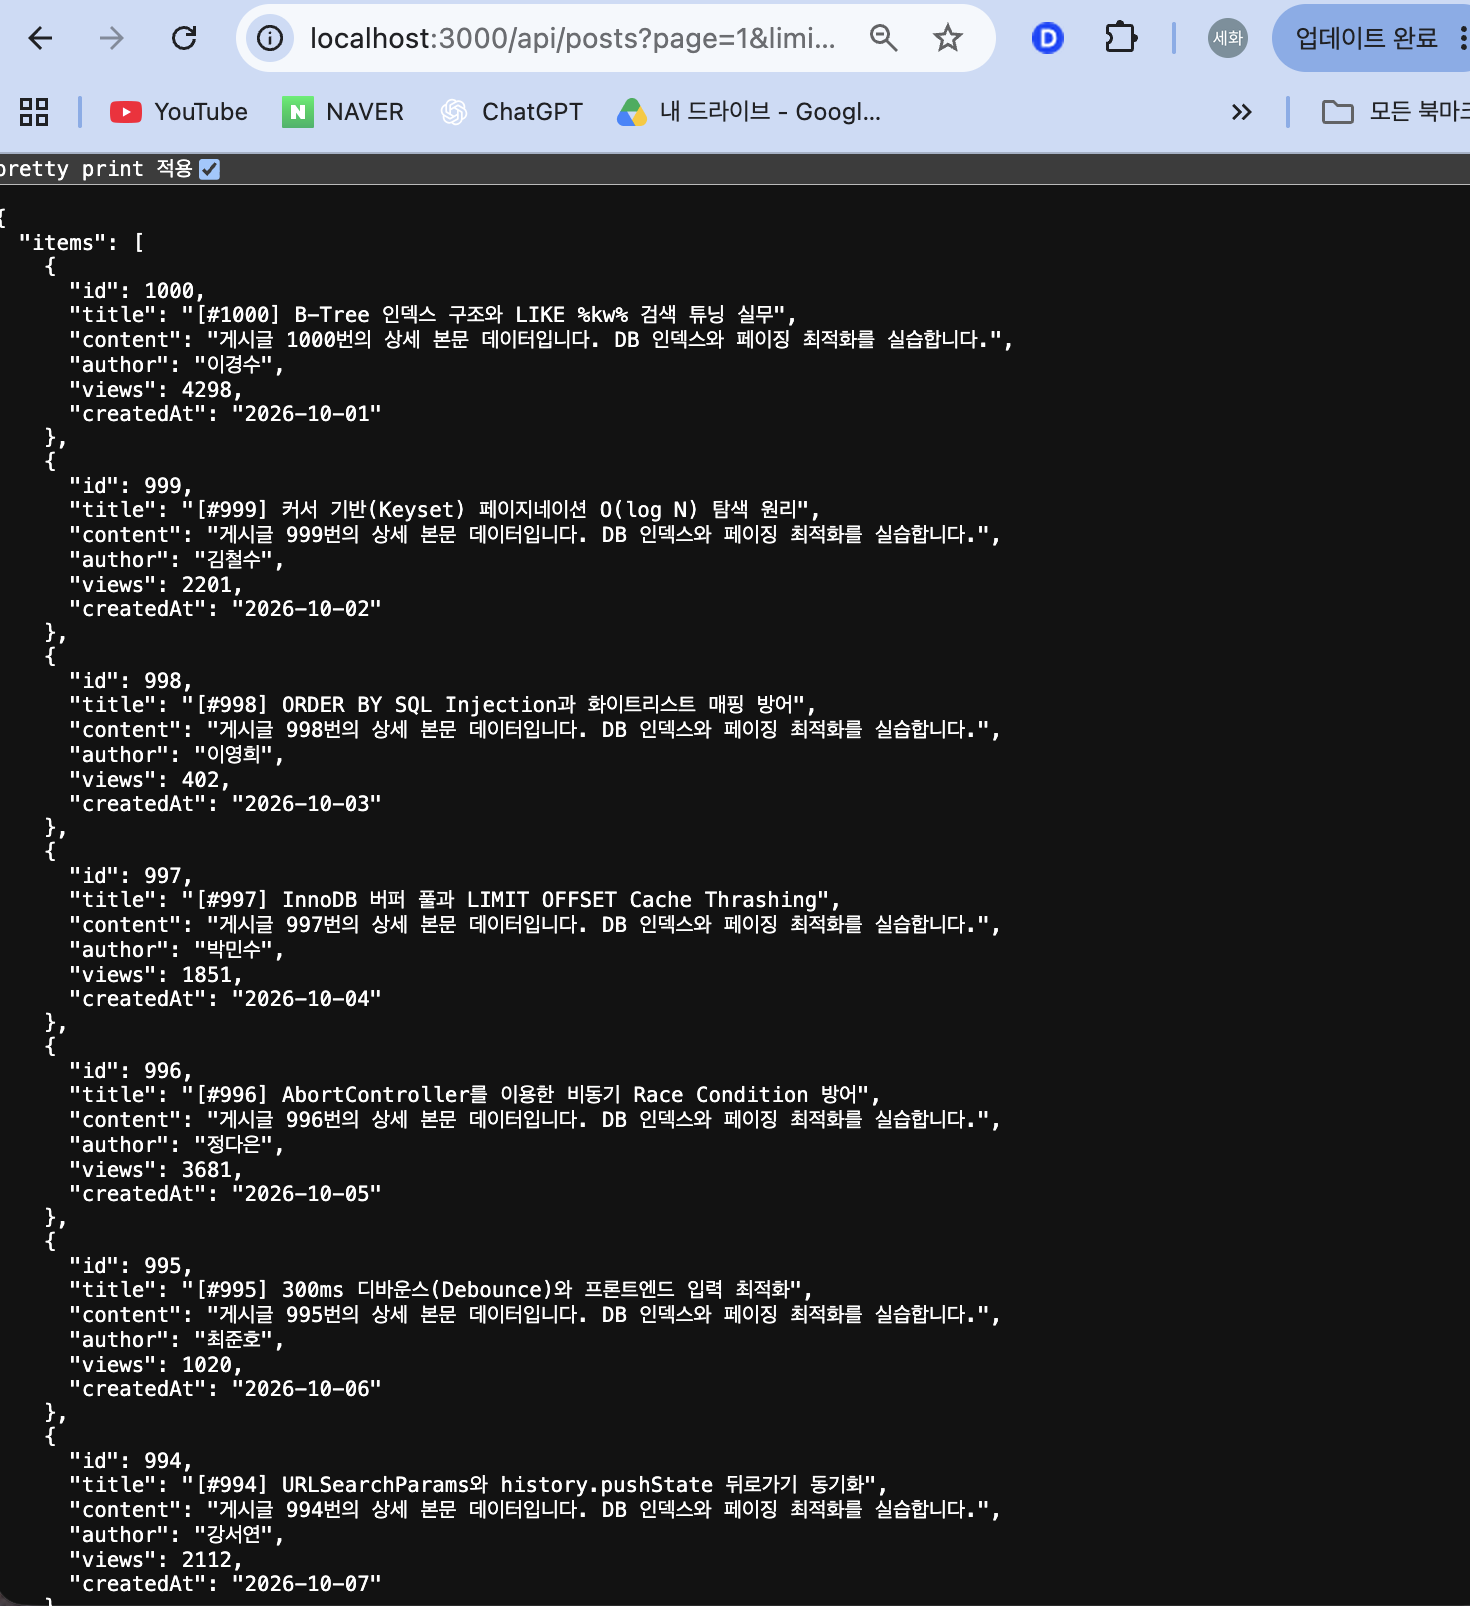 localhost:3000/api/posts?page=1&limi...
세화
업데이트 완료
YouTube
NAVER
ChatGPT
내 드라이브 - Googl...
모든 북마크
pretty print 적용
{
"items": [
{
"id": 1000,
"title": "[#1000] B-Tree 인덱스 구조와 LIKE %kw% 검색 튜닝 실무",
"content": "게시글 1000번의 상세 본문 데이터입니다. DB 인덱스와 페이징 최적화를 실습합니다.",
"author": "이경수",
"views": 4298,
"createdAt": "2026-10-01"
},
{
"id": 999,
"title": "[#999] 커서 기반(Keyset) 페이지네이션 O(log N) 탐색 원리",
"content": "게시글 999번의 상세 본문 데이터입니다. DB 인덱스와 페이징 최적화를 실습합니다.",
"author": "김철수",
"views": 2201,
"createdAt": "2026-10-02"
},
{
"id": 998,
"title": "[#998] ORDER BY SQL Injection과 화이트리스트 매핑 방어",
"content": "게시글 998번의 상세 본문 데이터입니다. DB 인덱스와 페이징 최적화를 실습합니다.",
"author": "이영희",
"views": 402,
"createdAt": "2026-10-03"
},
{
"id": 997,
"title": "[#997] InnoDB 버퍼 풀과 LIMIT OFFSET Cache Thrashing",
"content": "게시글 997번의 상세 본문 데이터입니다. DB 인덱스와 페이징 최적화를 실습합니다.",
"author": "박민수",
"views": 1851,
"createdAt": "2026-10-04"
},
{
"id": 996,
"title": "[#996] AbortController를 이용한 비동기 Race Condition 방어",
"content": "게시글 996번의 상세 본문 데이터입니다. DB 인덱스와 페이징 최적화를 실습합니다.",
"author": "정다은",
"views": 3681,
"createdAt": "2026-10-05"
},
{
"id": 995,
"title": "[#995] 300ms 디바운스(Debounce)와 프론트엔드 입력 최적화",
"content": "게시글 995번의 상세 본문 데이터입니다. DB 인덱스와 페이징 최적화를 실습합니다.",
"author": "최준호",
"views": 1020,
"createdAt": "2026-10-06"
},
{
"id": 994,
"title": "[#994] URLSearchParams와 history.pushState 뒤로가기 동기화",
"content": "게시글 994번의 상세 본문 데이터입니다. DB 인덱스와 페이징 최적화를 실습합니다.",
"author": "강서연",
"views": 2112,
"createdAt": "2026-10-07"